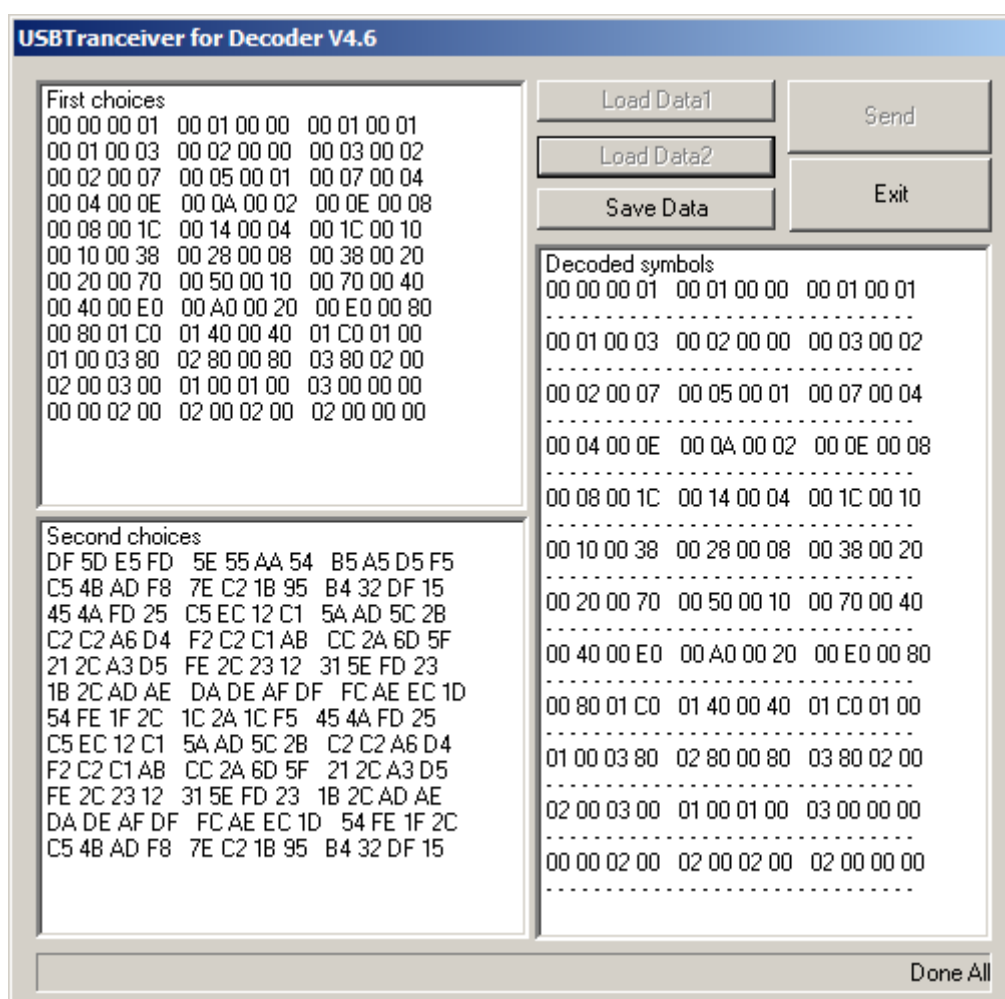 USBTranceiver for Decoder V4.6
First choices
00 00 00 01 00 01 00 00 00 01 00 01
00 01 00 03 00 02 00 00 00 03 00 02
00 02 00 07 00 05 00 01 00 07 00 04
00 04 00 0E 00 0A 00 02 00 0E 00 08
00 08 00 1C 00 14 00 04 00 1C 00 10
00 10 00 38 00 28 00 08 00 38 00 20
00 20 00 70 00 50 00 10 00 70 00 40
00 40 00 E0 00 A0 00 20 00 E0 00 80
00 80 01 C0 01 40 00 40 01 C0 01 00
01 00 03 80 02 80 00 80 03 80 02 00
02 00 03 00 01 00 01 00 03 00 00 00
00 00 02 00 02 00 02 00 02 00 00 00
Second choices
DF 5D E5 FD 5E 55 AA 54 B5 A5 D5 F5
C5 4B AD F8 7E C2 1B 95 B4 32 DF 15
45 4A FD 25 C5 EC 12 C1 5A AD 5C 2B
C2 C2 A6 D4 F2 C2 C1 AB CC 2A 6D 5F
21 2C A3 D5 FE 2C 23 12 31 5E FD 23
1B 2C AD AE DA DE AF DF FC AE EC 1D
54 FE 1F 2C 1C 2A 1C F5 45 4A FD 25
C5 EC 12 C1 5A AD 5C 2B C2 C2 A6 D4
F2 C2 C1 AB CC 2A 6D 5F 21 2C A3 D5
FE 2C 23 12 31 5E FD 23 1B 2C AD AE
DA DE AF DF FC AE EC 1D 54 FE 1F 2C
C5 4B AD F8 7E C2 1B 95 B4 32 DF 15
Load Data1
Load Data2
Save Data
Send
Exit
Decoded symbols
00 00 00 01 00 01 00 00 00 01 00 01
- - - - - - - - - - - - - - - - - - - - - - - - - - - - - - - -
00 01 00 03 00 02 00 00 00 03 00 02
- - - - - - - - - - - - - - - - - - - - - - - - - - - - - - - -
00 02 00 07 00 05 00 01 00 07 00 04
- - - - - - - - - - - - - - - - - - - - - - - - - - - - - - - -
00 04 00 0E 00 0A 00 02 00 0E 00 08
- - - - - - - - - - - - - - - - - - - - - - - - - - - - - - - -
00 08 00 1C 00 14 00 04 00 1C 00 10
- - - - - - - - - - - - - - - - - - - - - - - - - - - - - - - -
00 10 00 38 00 28 00 08 00 38 00 20
- - - - - - - - - - - - - - - - - - - - - - - - - - - - - - - -
00 20 00 70 00 50 00 10 00 70 00 40
- - - - - - - - - - - - - - - - - - - - - - - - - - - - - - - -
00 40 00 E0 00 A0 00 20 00 E0 00 80
- - - - - - - - - - - - - - - - - - - - - - - - - - - - - - - -
00 80 01 C0 01 40 00 40 01 C0 01 00
- - - - - - - - - - - - - - - - - - - - - - - - - - - - - - - -
01 00 03 80 02 80 00 80 03 80 02 00
- - - - - - - - - - - - - - - - - - - - - - - - - - - - - - - -
02 00 03 00 01 00 01 00 03 00 00 00
- - - - - - - - - - - - - - - - - - - - - - - - - - - - - - - -
00 00 02 00 02 00 02 00 02 00 00 00
- - - - - - - - - - - - - - - - - - - - - - - - - - - - - - - -
Done All